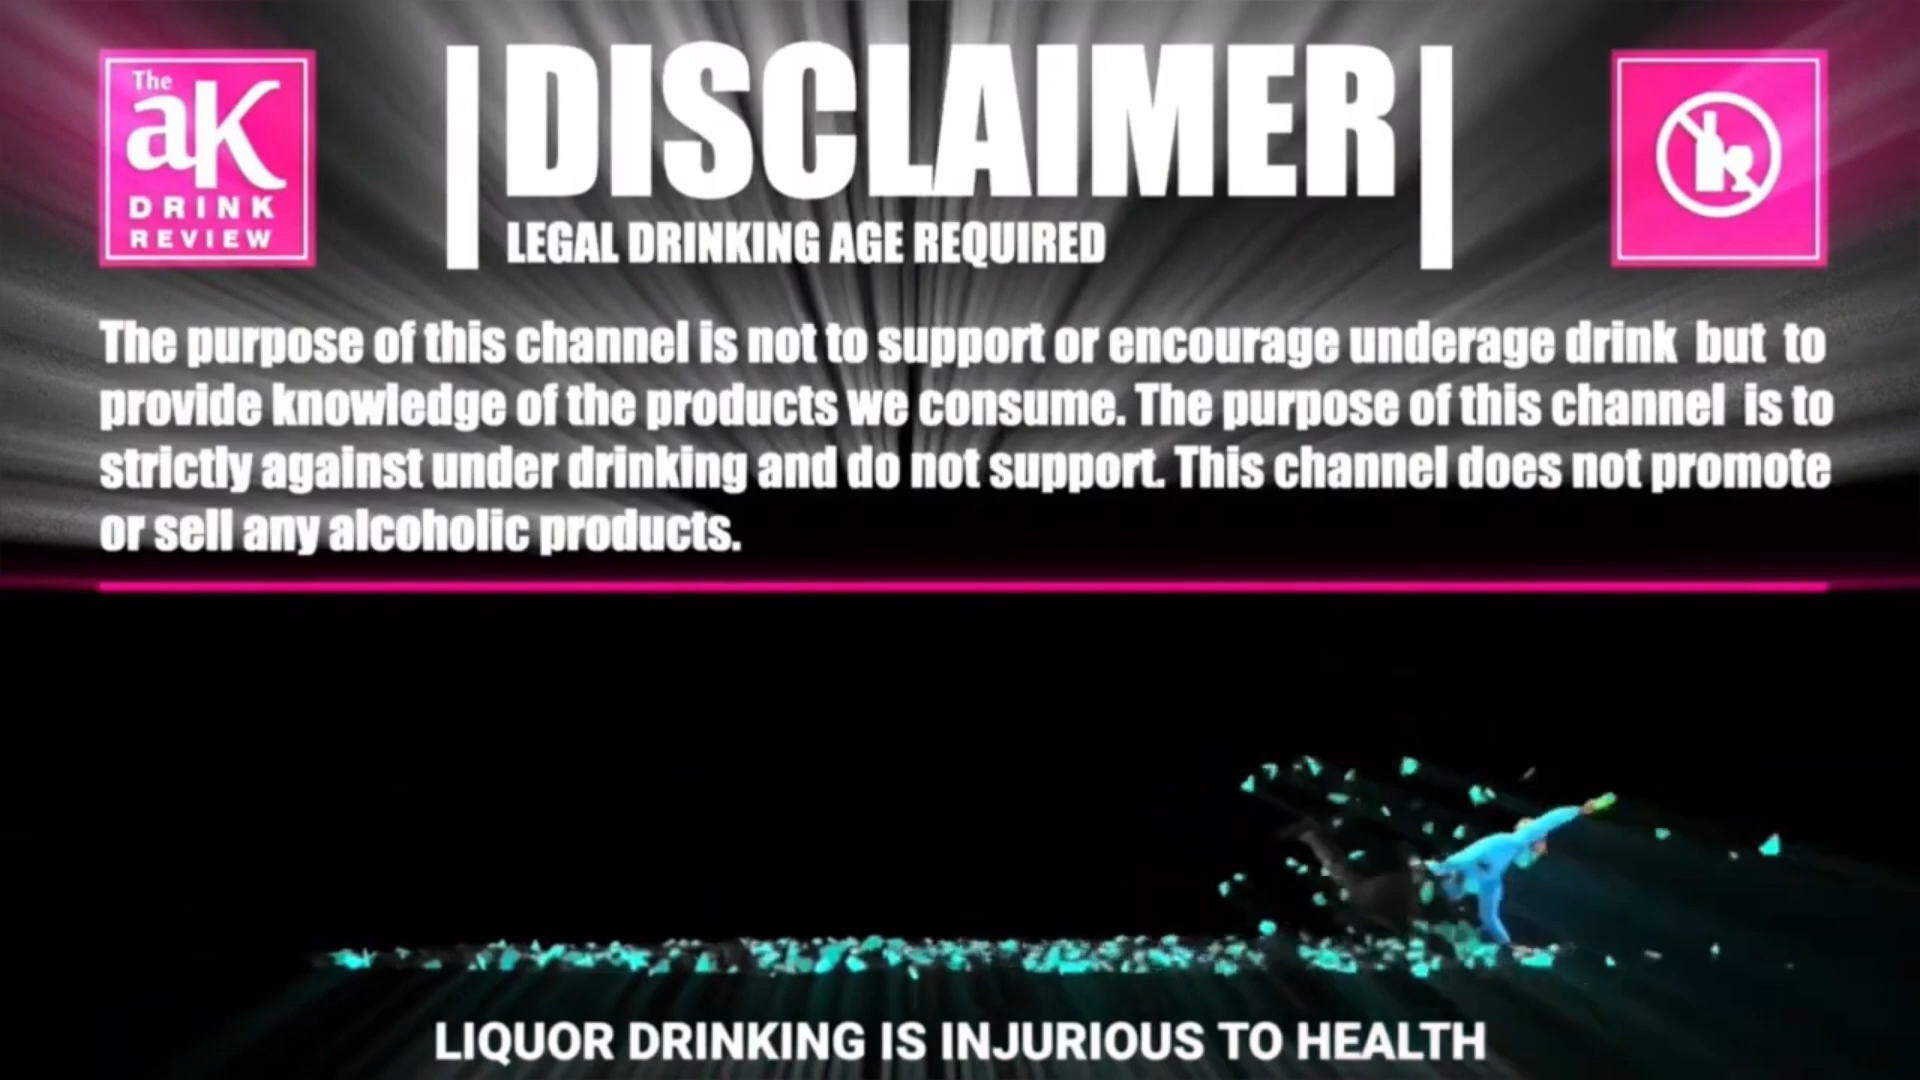 The
aK
DRINK
REVIEW
DISCLAIMER
LEGAL DRINKING AGE REQUIRED
The purpose of this channel is not to support or encourage underage drink but to
provide knowledge of the products we consume. The purpose of this channel is to
strictly against under drinking and do not support. This channel does not promote
or sell any alcoholic products.
LIQUOR DRINKING IS INJURIOUS TO HEALTH